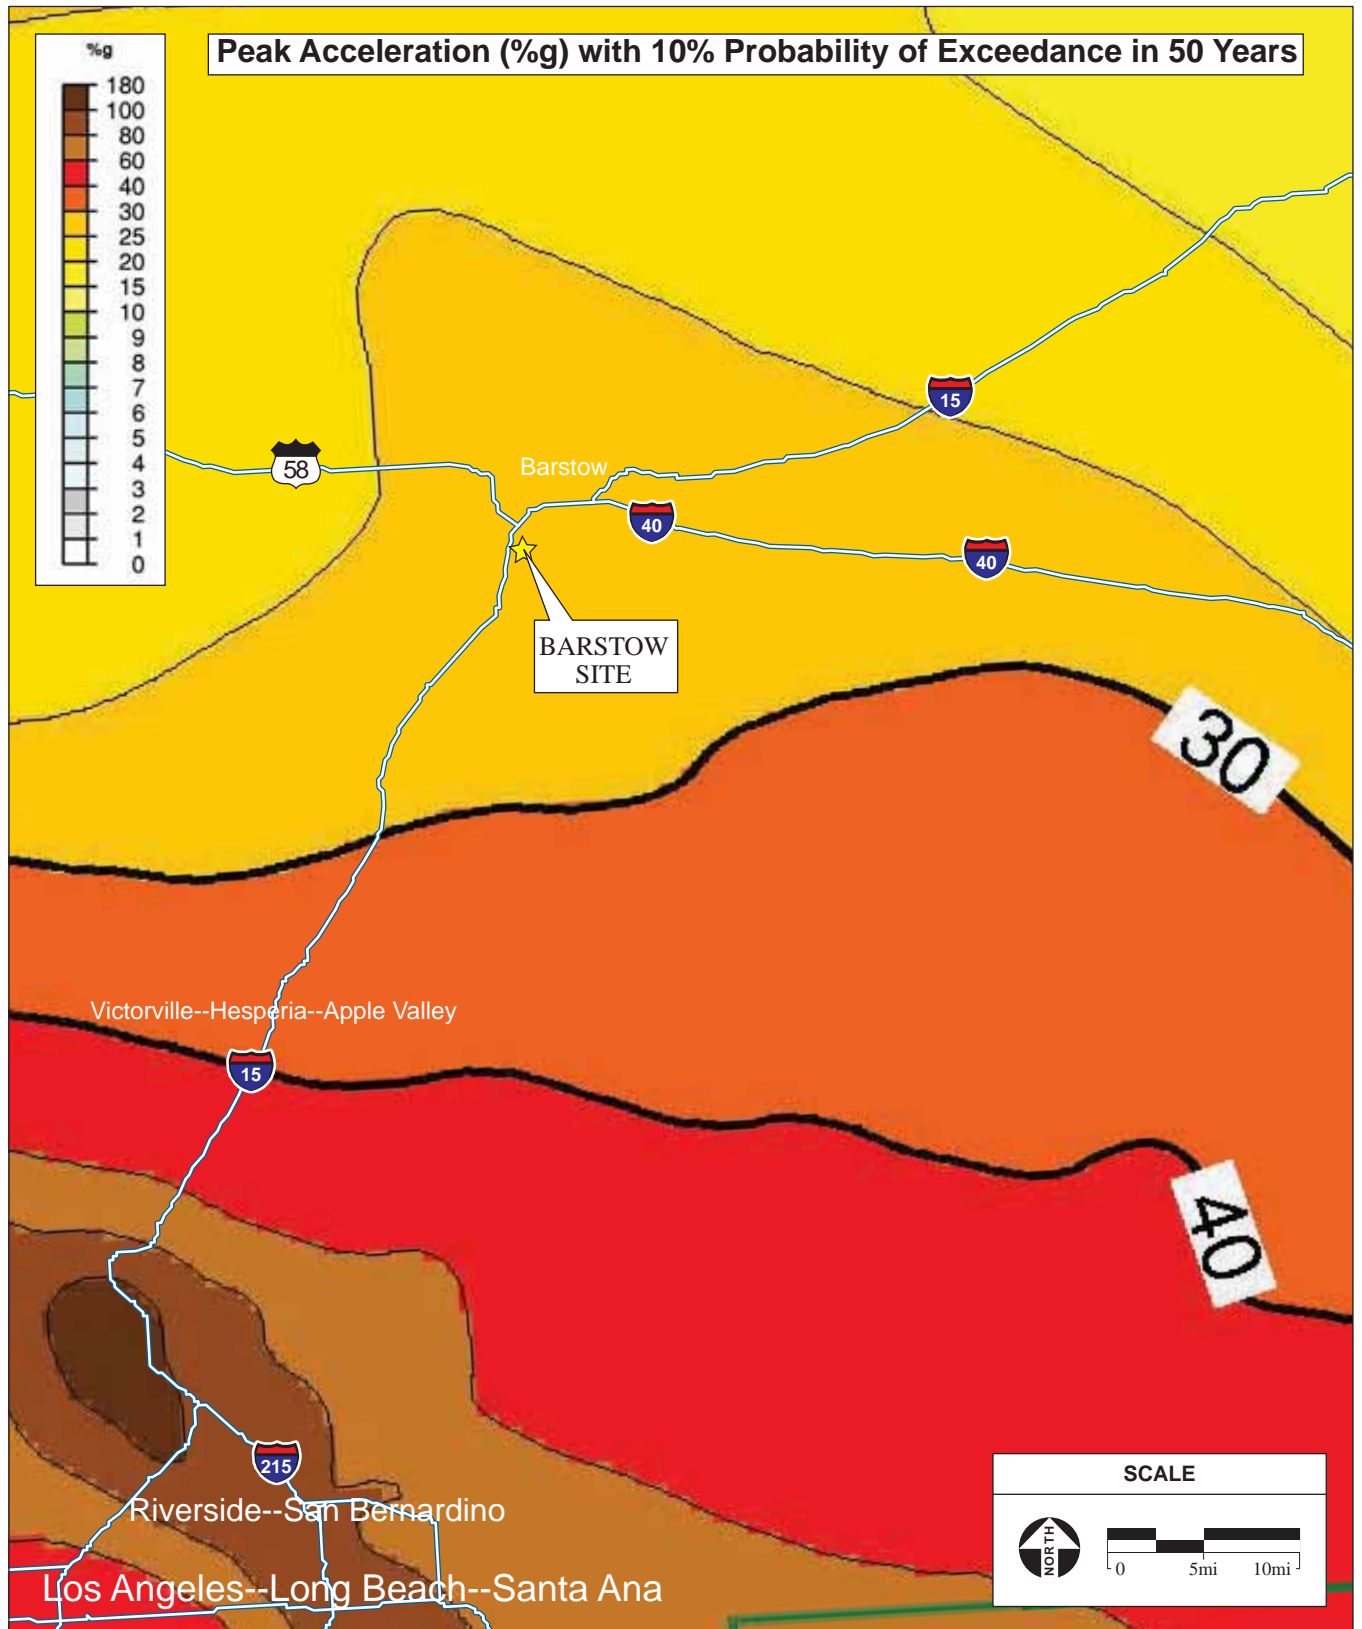 Peak Acceleration (%g) with 10% Probability of Exceedance in 50 Years
%g
180
100
80
60
40
30
25
20
15
10
9
8
7
6
5
4
3
2
1
0
15
58
Barstow
40
40
BARSTOW
SITE
30
Victorville--Hesperia--Apple Valley
15
40
215
Riverside--San Bernardino
Los Angeles--Long Beach--Santa Ana
SCALE
NORTH
0 5mi 10mi